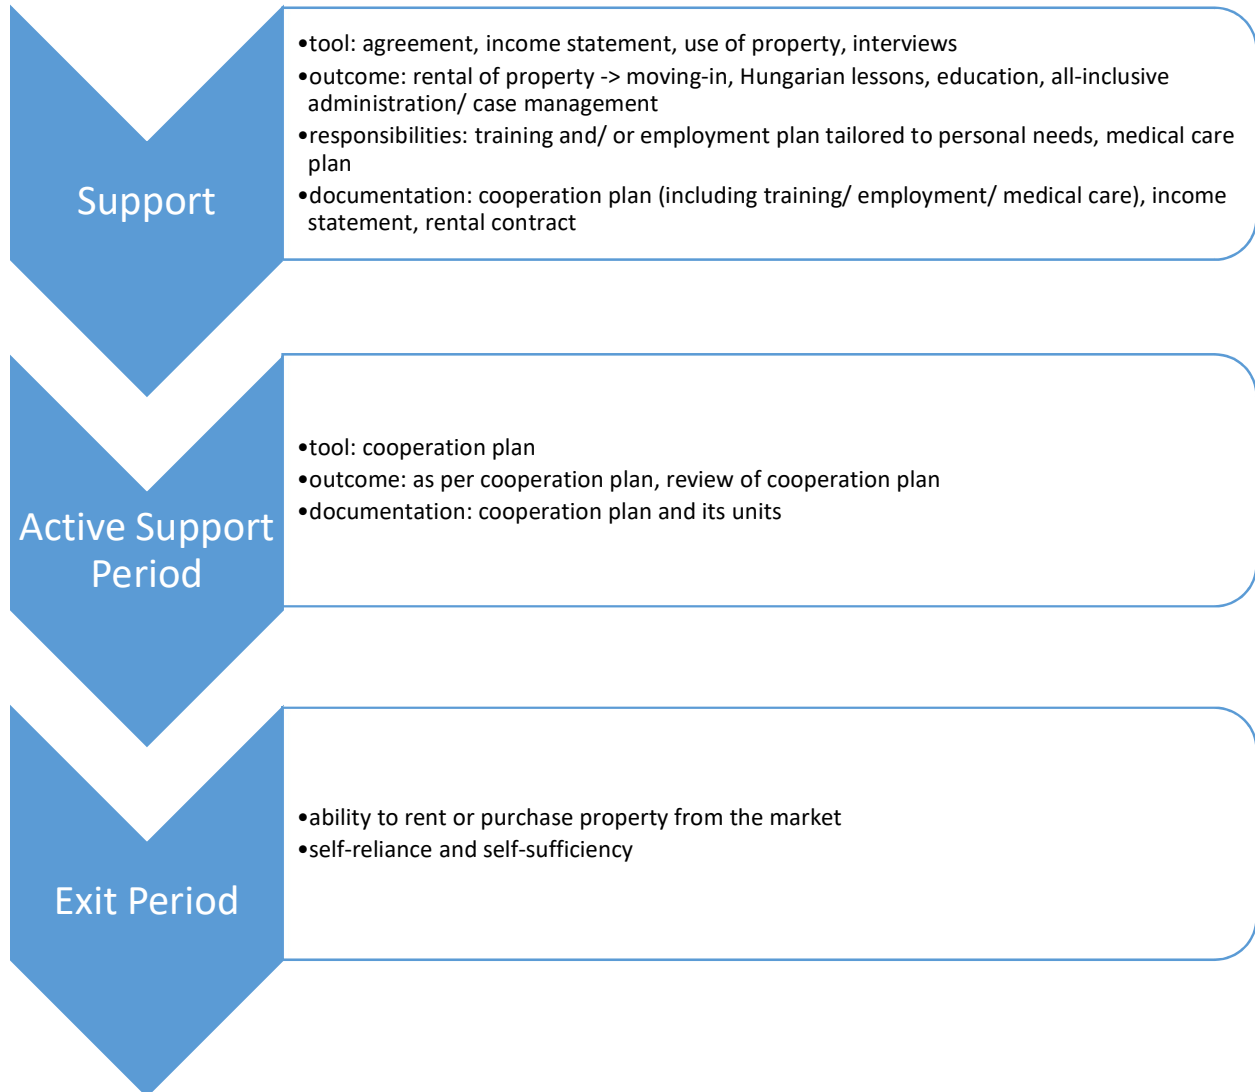 Support
•tool: agreement, income statement, use of property, interviews
•outcome: rental of property -> moving-in, Hungarian lessons, education, all-inclusive
administration/ case management
•responsibilities: training and/ or employment plan tailored to personal needs, medical care
plan
•documentation: cooperation plan (including training/ employment/ medical care), income
statement, rental contract
Active Support
Period
•tool: cooperation plan
•outcome: as per cooperation plan, review of cooperation plan
•documentation: cooperation plan and its units
Exit Period
•ability to rent or purchase property from the market
•self-reliance and self-sufficiency